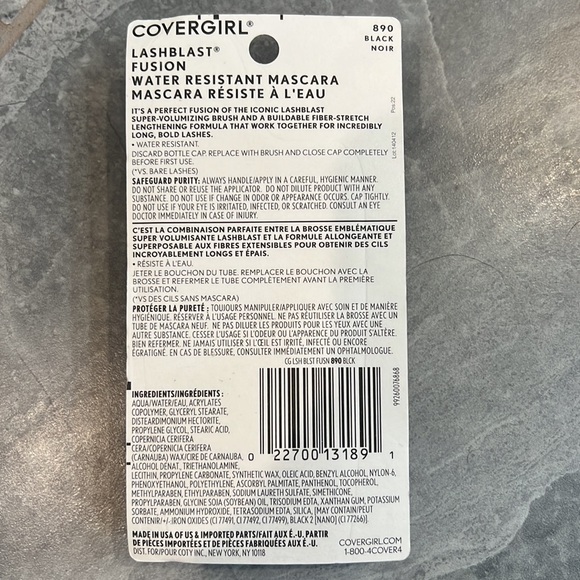 COVERGIRL®
890
BLACK
NOIR
LASHBLAST®
FUSION
WATER RESISTANT MASCARA
MASCARA RÉSISTE À L'EAU
IT'S A PERFECT FUSION OF THE ICONIC LASHBLAST
SUPER-VOLUMIZING BRUSH AND A BUILDABLE FIBER-STRETCH
LENGTHENING FORMULA THAT WORK TOGETHER FOR INCREDIBLY
LONG, BOLD LASHES.
• WATER RESISTANT.
DISCARD BOTTLE CAP. REPLACE WITH BRUSH AND CLOSE CAP COMPLETELY
BEFORE FIRST USE.
(*VS. BARE LASHES)
SAFEGUARD PURITY: ALWAYS HANDLE/APPLY IN A CAREFUL, HYGIENIC MANNER.
DO NOT SHARE OR REUSE THE APPLICATOR. DO NOT DILUTE PRODUCT WITH ANY
SUBSTANCE. DO NOT USE IF CHANGE IN ODOR OR APPEARANCE OCCURS. CAP TIGHTLY.
DO NOT USE IF YOUR EYE IS IRRITATED, INFECTED, OR SCRATCHED. CONSULT AN EYE
DOCTOR IMMEDIATELY IN CASE OF INJURY.
C'EST LA COMBINAISON PARFAITE ENTRE LA BROSSE EMBLÉMATIQUE
SUPER VOLUMISANTE LASHBLAST ET LA FORMULE ALLONGEANTE ET
SUPERPOSABLE AUX FIBRES EXTENSIBLES POUR OBTENIR DES CILS
INCROYABLEMENT LONGS ET ÉPAIS.
• RÉSISTE À L'EAU.
JETER LE BOUCHON DU TUBE. REMPLACER LE BOUCHON AVEC LA
BROSSE ET REFERMER LE TUBE COMPLÈTEMENT AVANT LA PREMIÈRE
UTILISATION.
(*VS DES CILS SANS MASCARA)
PROTÉGER LA PURETÉ : TOUJOURS MANIPULER/APPLIQUER AVEC SOIN ET DE MANIÈRE
HYGIÉNIQUE. RÉSERVER À L'USAGE PERSONNEL. NE PAS RÉUTILISER LA BROSSE AVEC UN
TUBE DE MASCARA NEUF. NE PAS DILUER LES PRODUITS POUR LES YEUX AVEC UNE
AUTRE SUBSTANCE. CESSER L'USAGE SI L'ODEUR OU L'APPARENCE DU PRODUIT S'ALTÈRE.
BIEN REFERMER. NE JAMAIS UTILISER SI L'ŒIL EST IRRITÉ, INFECTÉ OU ENCORE
ÉGRATIGNÉ. EN CAS DE BLESSURE, CONSULTER IMMÉDIATEMENT UN OPHTALMOLOGUE.
CG LSH BLST FUSN 890 BLCK
INGREDIENTS/INGRÉDIENTS :
AQUA/WATER/EAU, ACRYLATES
COPOLYMER, GLYCERYL STEARATE,
DISTEARDIMONIUM HECTORITE,
PROPYLENE GLYCOL, STEARIC ACID,
COPERNICIA CERIFERA
CERA/COPERNICIA CERIFERA
(CARNAUBA) WAX/CIRE DE CARNAUBA,
ALCOHOL DENAT., TRIETHANOLAMINE,
LECITHIN, PROPYLENE CARBONATE, SYNTHETIC WAX, OLEIC ACID, BENZYL ALCOHOL, NYLON-6,
PHENOXYETHANOL, POLYETHYLENE, ASCORBYL PALMITATE, PANTHENOL, TOCOPHEROL,
METHYLPARABEN, ETHYLPARABEN, SODIUM LAURETH SULFATE, SIMETHICONE,
PROPYLPARABEN, GLYCINE SOJA (SOYBEAN) OIL, TRISODIUM EDTA, XANTHAN GUM, POTASSIUM
SORBATE, AMMONIUM HYDROXIDE, TETRASODIUM EDTA, SILICA, [MAY CONTAIN/PEUT
CONTENIR/+/-:IRON OXIDES (CI 77491, CI 77492, CI 77499), BLACK 2 [NANO] (CI 77266)].
0 22700 13189 1
99260076868
MADE IN USA OF US & IMPORTED PARTS/FAIT AUX É.-U. À PARTIR
DE PIÈCES IMPORTÉES ET DE PIÈCES FABRIQUÉES AUX É.-U.
DIST. FOR/POUR COTY INC., NEW YORK, NY 10118
COVERGIRL.COM
1-800-4COVER4